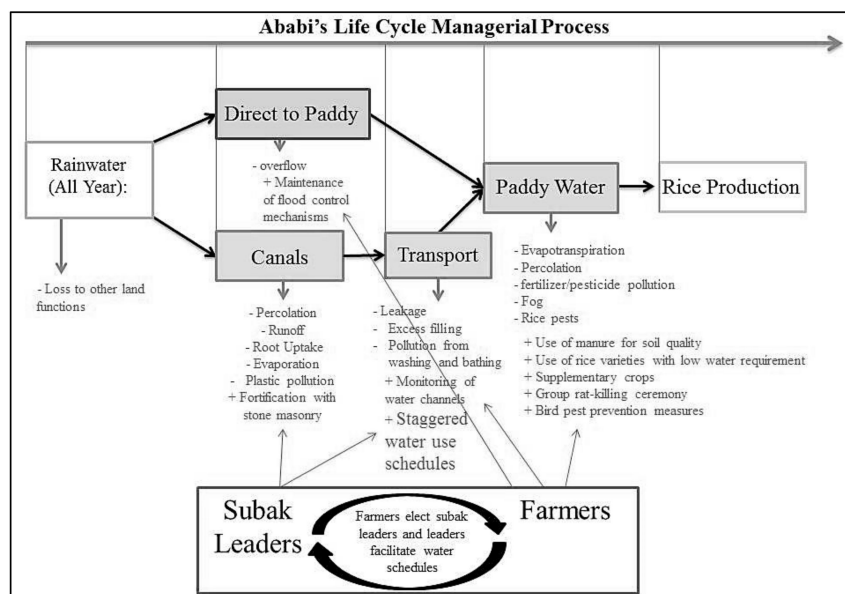 Ababi's Life Cycle Managerial Process
Direct to Paddy
Rainwater
(All Year):
- overflow
+ Maintenance
of flood control
mechanisms
Paddy Water
Rice Production
Canals
Transport
- Loss to other land
functions
- Percolation
- Runoff
- Root Uptake
- Evaporation
- Plastic pollution
+ Fortification with
stone masonry
- Leakage
- Excess filling
- Pollution from
washing and bathing
+ Monitoring of
water channels
+ Staggered
water use
schedules
- Evapotranspiration
- Percolation
- fertilizer/pesticide pollution
- Fog
- Rice pests
+ Use of manure for soil quality
+ Use of rice varieties with low water requirement
+ Supplementary crops
+ Group rat-killing ceremony
+ Bird pest prevention measures
Subak
Leaders
Farmers elect subak
leaders and leaders
facilitate water
schedules
Farmers